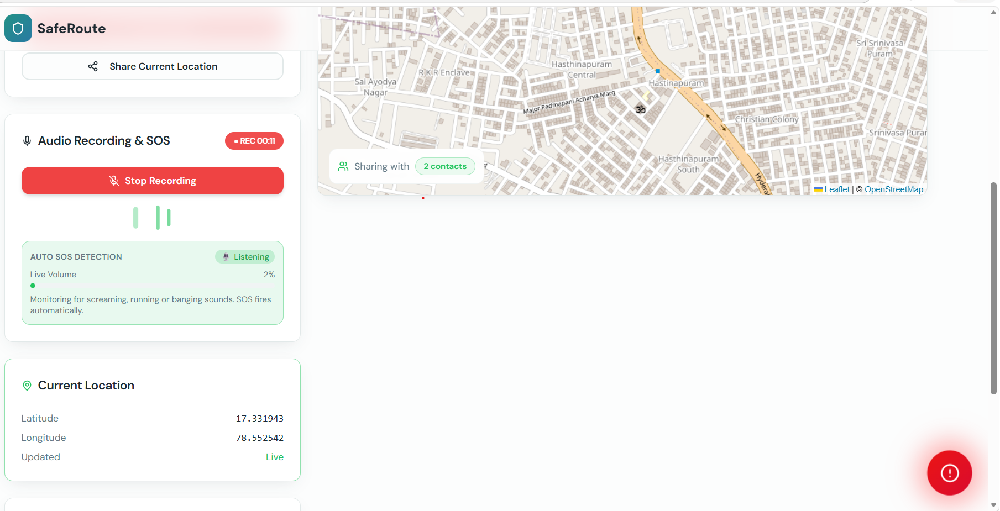 SafeRoute
Share Current Location
Audio Recording & SOS
● REC 00:11
Stop Recording
AUTO SOS DETECTION
Listening
Live Volume
2%
Monitoring for screaming, running or banging sounds. SOS fires
automatically.
Current Location
Latitude
17.331943
Longitude
78.552542
Updated
Live
Sri Srinivasa
Puram
Hasthinapuram
Central
R K R Enclave
Sai Ayodya
Nagar
Hastinapuram
Major Padmapani Acharya Marg
ॐ
Christian Colony
Srinivasa Puram
Hasthinapuram
South
Sharing with
2 contacts
Leaflet | © OpenStreetMap